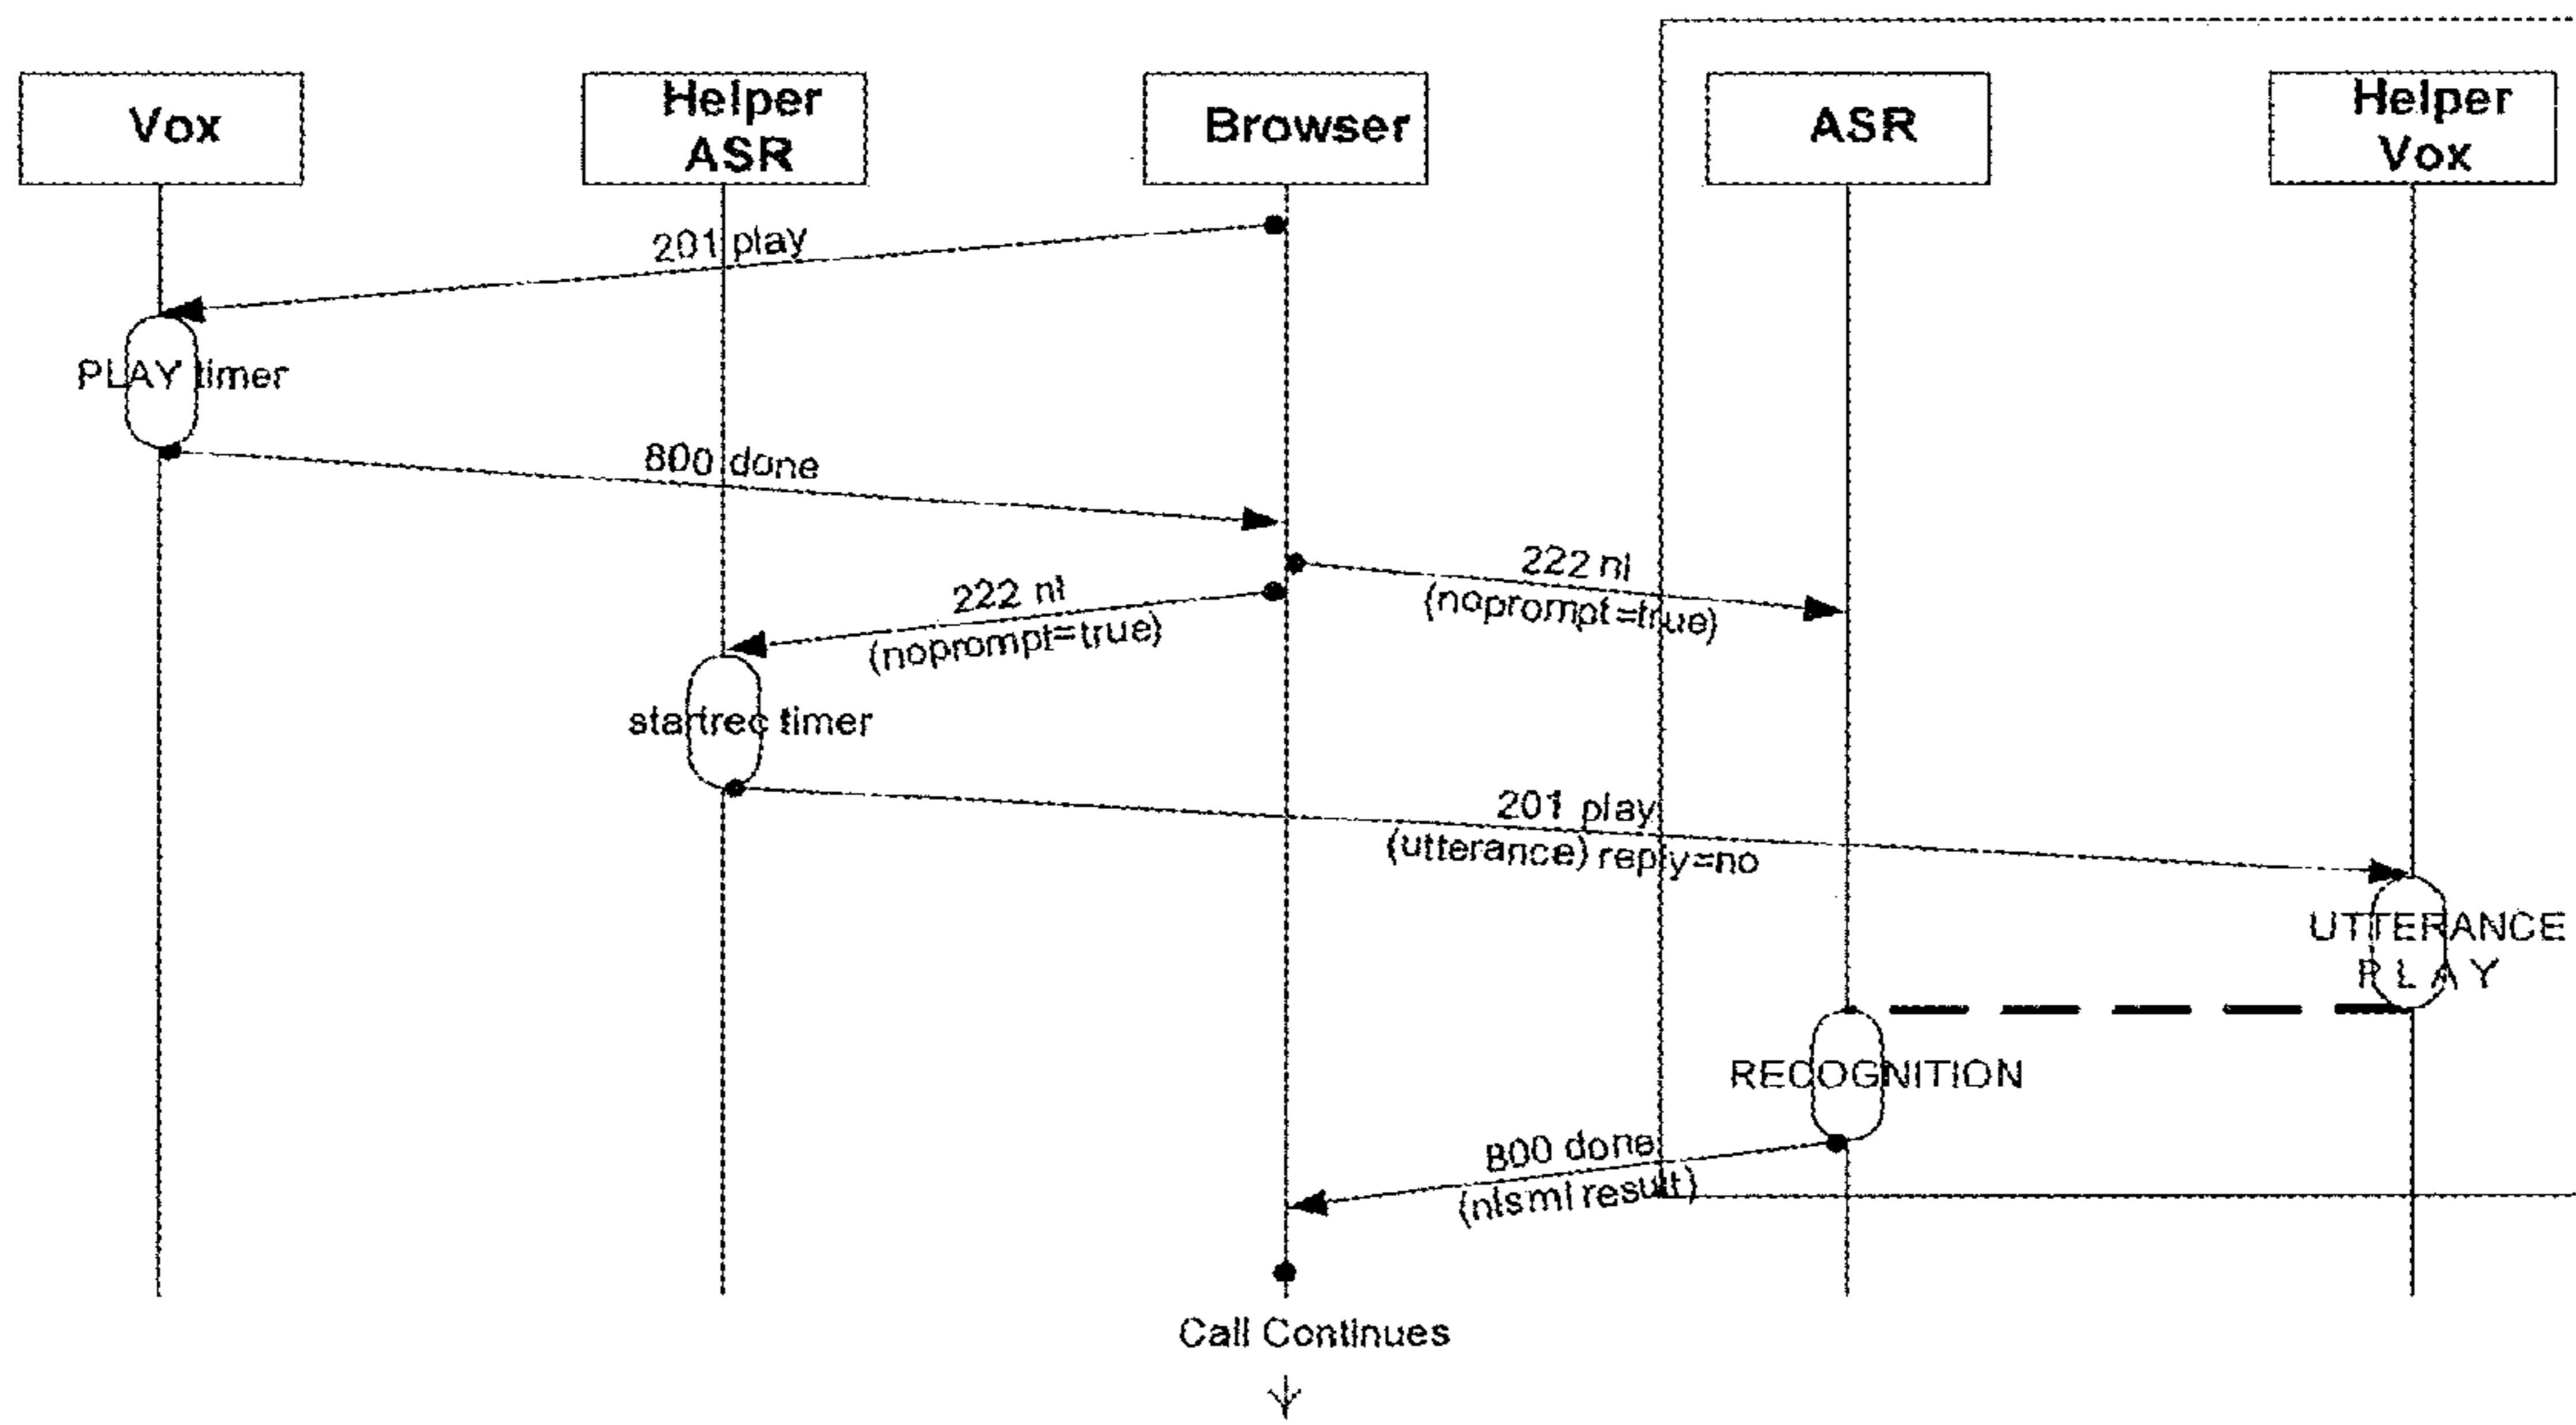 Vox
Helper
ASR
Browser
ASR
Helper
Vox
201 play
PLAY timer
800 done
222 nl
(noprompt=true)
222 nl
(noprompt=true)
startrec timer
201 play
(utterance) reply=no
UTTERANCE
PLAY
RECOGNITION
800 done
(nlsml result)
Call Continues